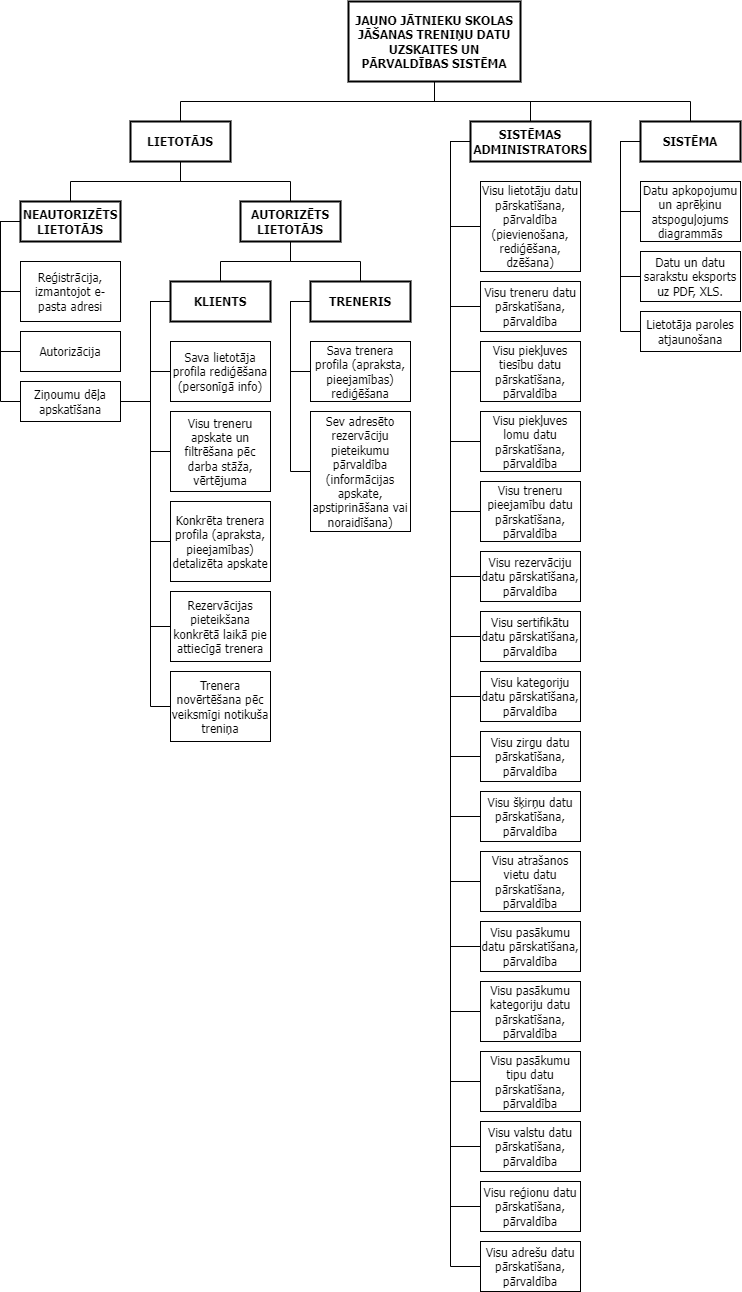 JAUNO JĀTNIEKU SKOLAS
JĀŠANAS TRENIŅU DATU
UZSKAITES UN
PĀRVALDĪBAS SISTĒMA
LIETOTĀJS
SISTĒMAS
ADMINISTRATORS
SISTĒMA
NEAUTORIZĒTS
LIETOTĀJS
AUTORIZĒTS
LIETOTĀJS
Reģistrācija,
izmantojot e-
pasta adresi
Autorizācija
Ziņoumu dēļa
apskatīšana
KLIENTS
TRENERIS
Sava lietotāja
profila rediģēšana
(personīgā info)
Visu treneru
apskate un
filtrēšana pēc
darba stāža,
vērtējuma
Konkrēta trenera
profila (apraksta,
pieejamības)
detalizēta apskate
Rezervācijas
pieteikšana
konkrētā laikā pie
attiecīgā trenera
Trenera
novērtēšana pēc
veiksmīgi notikuša
treniņa
Sava trenera
profila (apraksta,
pieejamības)
rediģēšana
Sev adresēto
rezervāciju
pieteikumu
pārvaldība
(informācijas
apskate,
apstiprināšana vai
noraidīšana)
Visu lietotāju datu
pārskatīšana,
pārvaldība
(pievienošana,
rediģēšana,
dzēšana)
Visu treneru datu
pārskatīšana,
pārvaldība
Visu piekļuves
tiesību datu
pārskatīšana,
pārvaldība
Visu piekļuves
lomu datu
pārskatīšana,
pārvaldība
Visu treneru
pieejamību datu
pārskatīšana,
pārvaldība
Visu rezervāciju
datu pārskatīšana,
pārvaldība
Visu sertifikātu
datu pārskatīšana,
pārvaldība
Visu kategoriju
datu pārskatīšana,
pārvaldība
Visu zirgu datu
pārskatīšana,
pārvaldība
Visu šķirņu datu
pārskatīšana,
pārvaldība
Visu atrašanos
vietu datu
pārskatīšana,
pārvaldība
Visu pasākumu
datu pārskatīšana,
pārvaldība
Visu pasākumu
kategoriju datu
pārskatīšana,
pārvaldība
Visu pasākumu
tipu datu
pārskatīšana,
pārvaldība
Visu valstu datu
pārskatīšana,
pārvaldība
Visu reģionu datu
pārskatīšana,
pārvaldība
Visu adrešu datu
pārskatīšana,
pārvaldība
Datu apkopojumu
un aprēķinu
atspoguļojums
diagrammās
Datu un datu
sarakstu eksports
uz PDF, XLS.
Lietotāja paroles
atjaunošana